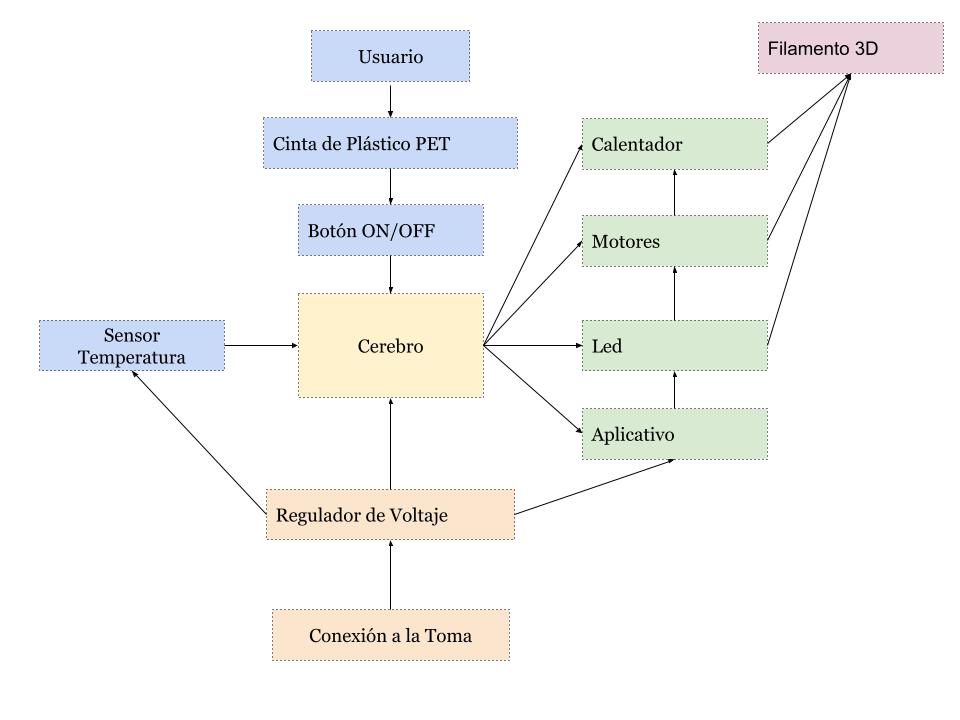 Usuario
Filamento 3D
Cinta de Plástico PET
Calentador
Botón ON/OFF
Motores
Sensor
Temperatura
Cerebro
Led
Aplicativo
Regulador de Voltaje
Conexión a la Toma